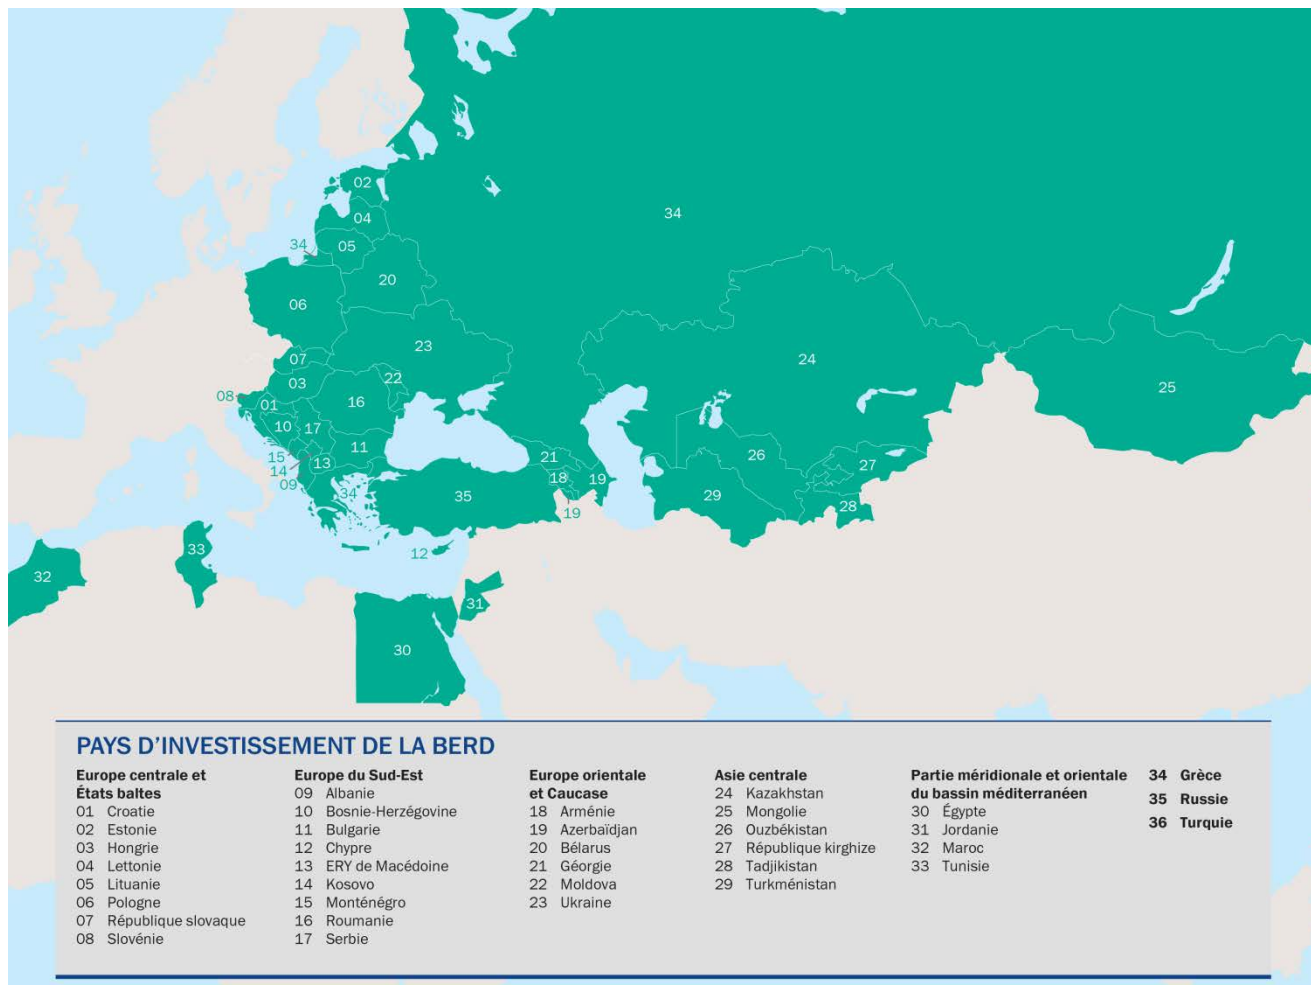 02
04
34
05
34
20
06
23
07
24
03
22
25
08
01
16
10
17
11
21
26
15
13
27
14
18
19
09
34
35
29
28
19
12
33
32
31
30
PAYS D'INVESTISSEMENT DE LA BERD
Europe centrale et
États baltes
01 Croatie
02 Estonie
03 Hongrie
04 Lettonie
05 Lituanie
06 Pologne
07 République slovaque
08 Slovénie
Europe du Sud-Est
09 Albanie
10 Bosnie-Herzégovine
11 Bulgarie
12 Chypre
13 ERY de Macédoine
14 Kosovo
15 Monténégro
16 Roumanie
17 Serbie
Europe orientale
et Caucase
18 Arménie
19 Azerbaïdjan
20 Bélarus
21 Géorgie
22 Moldova
23 Ukraine
Asie centrale
24 Kazakhstan
25 Mongolie
26 Ouzbékistan
27 République kirghize
28 Tadjikistan
29 Turkménistan
Partie méridionale et orientale
du bassin méditerranéen
30 Égypte
31 Jordanie
32 Maroc
33 Tunisie
34 Grèce
35 Russie
36 Turquie